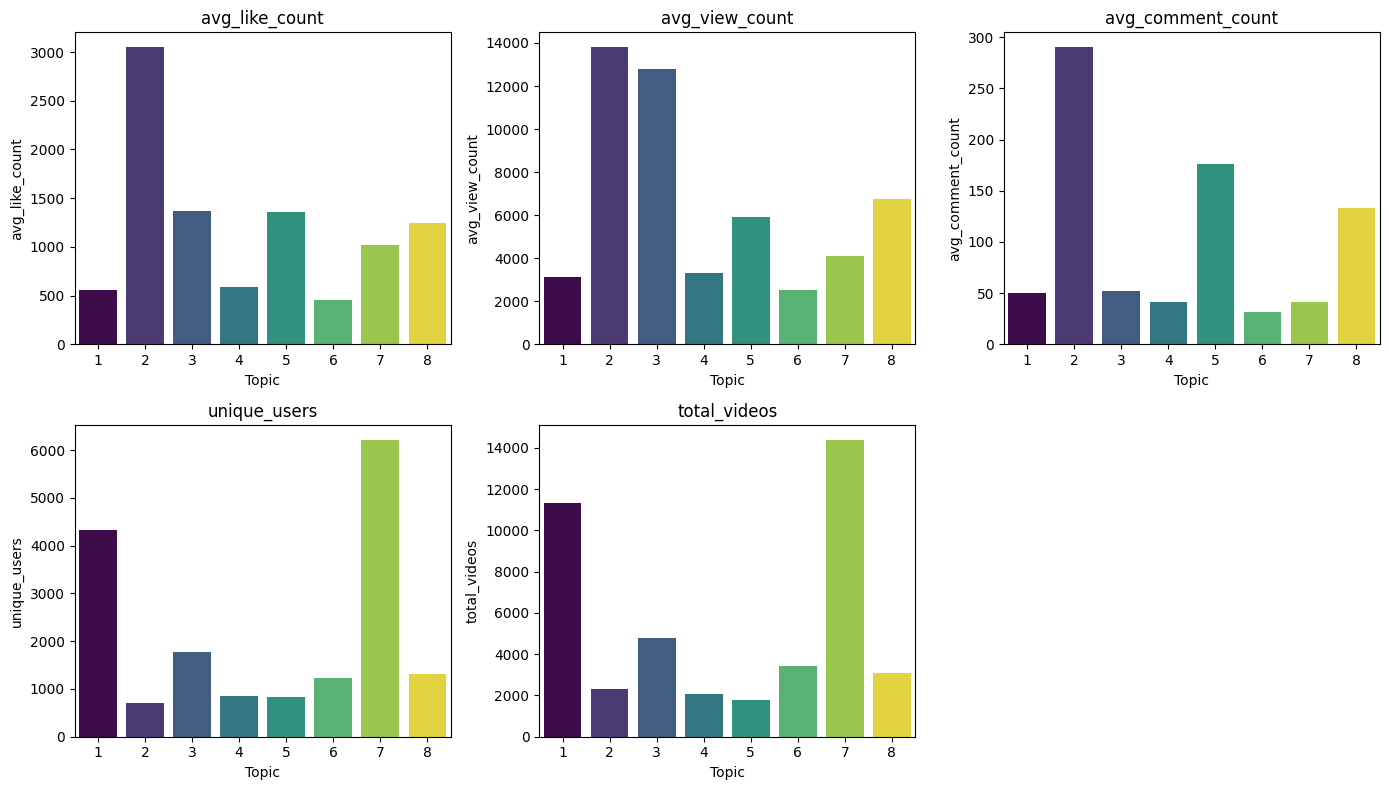 avg_like_count
avg_like_count
3000
2500
2000
1500
1000
500
0
1 2 3 4 5 6 7 8
Topic
avg_view_count
avg_view_count
14000
12000
10000
8000
6000
4000
2000
0
1 2 3 4 5 6 7 8
Topic
avg_comment_count
avg_comment_count
300
250
200
150
100
50
0
1 2 3 4 5 6 7 8
Topic
unique_users
unique_users
6000
5000
4000
3000
2000
1000
0
1 2 3 4 5 6 7 8
Topic
total_videos
total_videos
14000
12000
10000
8000
6000
4000
2000
0
1 2 3 4 5 6 7 8
Topic